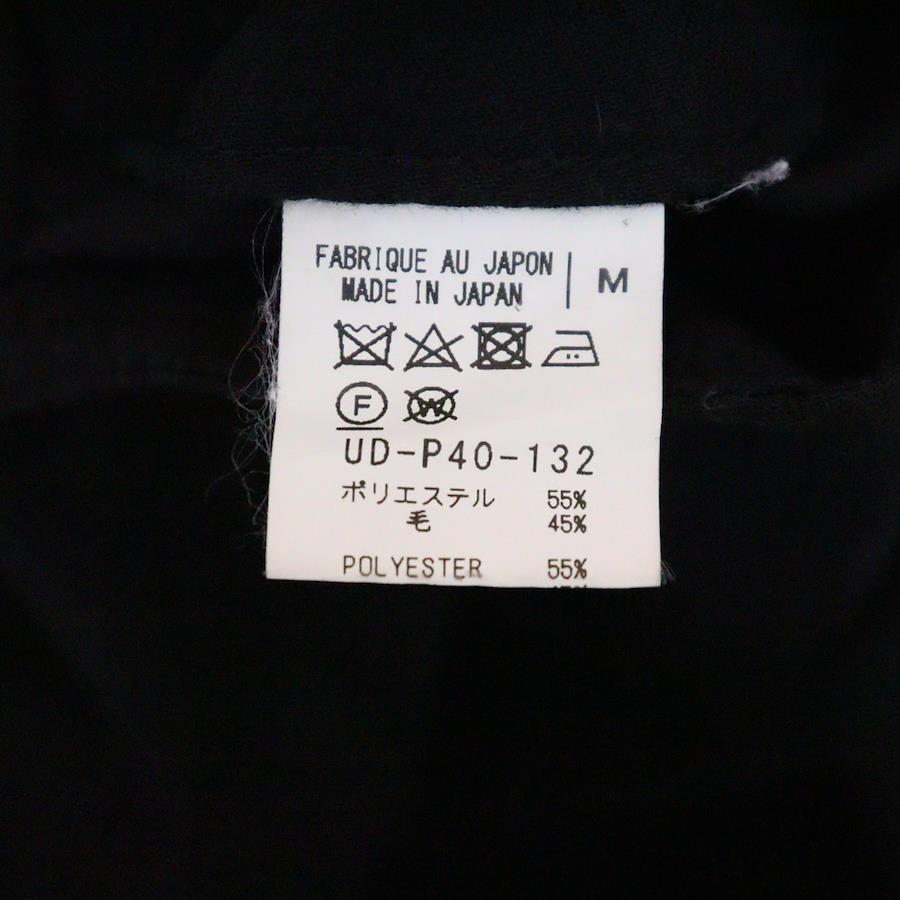 FABRIQUE AU JAPON
MADE IN JAPAN
M
F
W
UD-P40-132
ポリエステル 55%
毛 45%
POLYESTER 55%